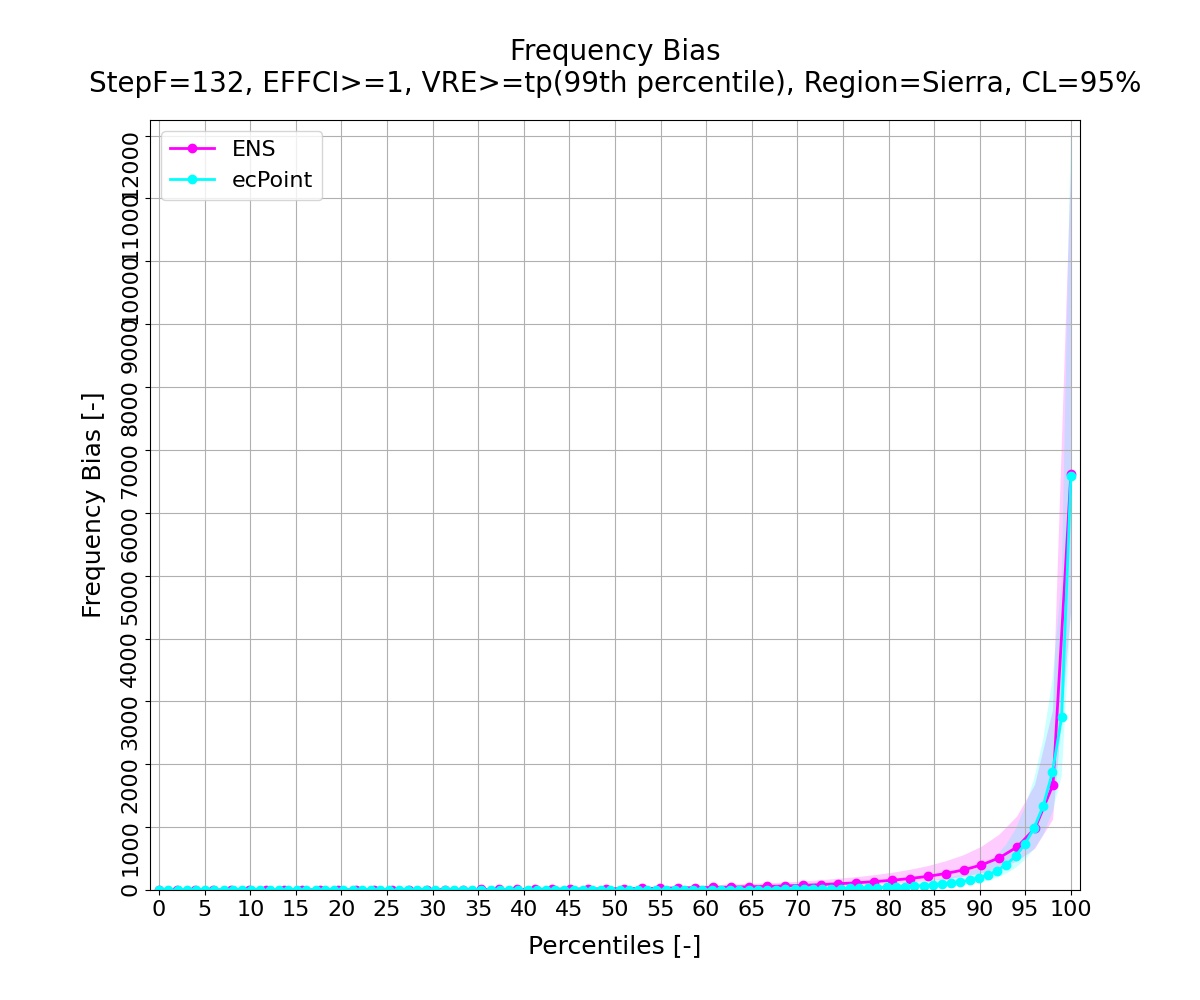 Frequency Bias
StepF=132, EFFCI>=1, VRE>=tp(99th percentile), Region=Sierra, CL=95%
ENS
ecPoint
Frequency Bias [-]
12000
11000
10000
9000
8000
7000
6000
5000
4000
3000
2000
1000
0
0 5 10 15 20 25 30 35 40 45 50 55 60 65 70 75 80 85 90 95 100
Percentiles [-]